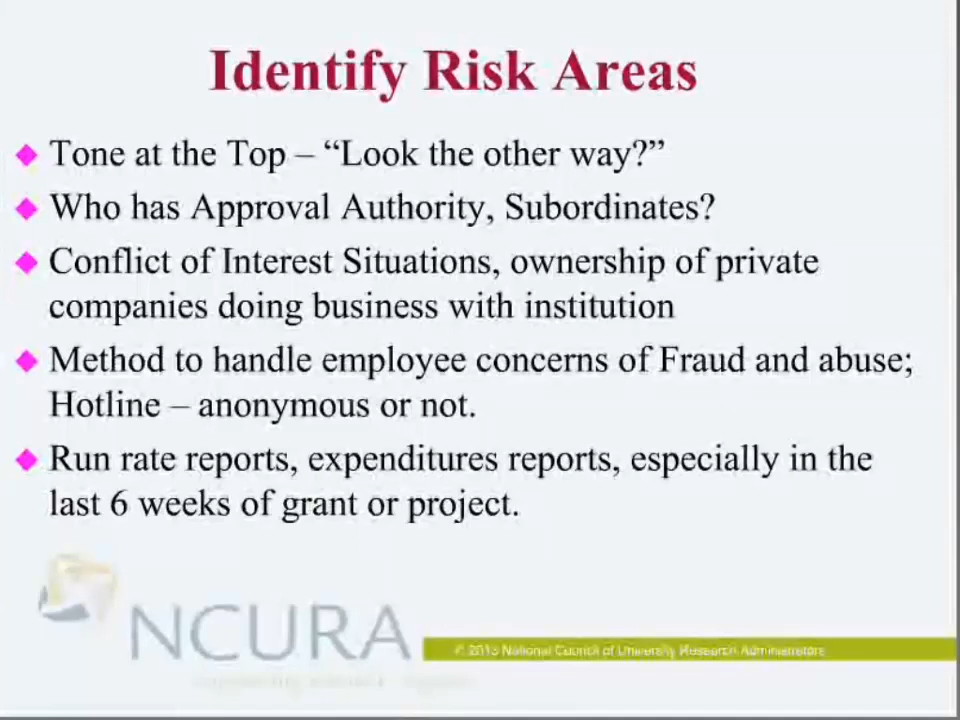 Identify Risk Areas
Tone at the Top – “Look the other way?”
Who has Approval Authority, Subordinates?
Conflict of Interest Situations, ownership of private
companies doing business with institution
Method to handle employee concerns of Fraud and abuse;
Hotline – anonymous or not.
Run rate reports, expenditures reports, especially in the
last 6 weeks of grant or project.
NCURA
© 2013 National Council of University Research Administrators